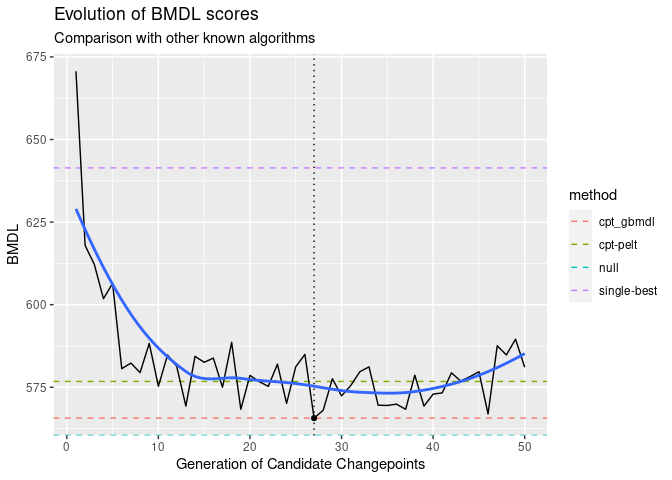 Evolution of BMDL scores
Comparison with other known algorithms
675
650
625
600
575
BMDL
0 10 20 30 40 50
Generation of Candidate Changepoints
method
cpt_gbmdl
cpt-pelt
null
single-best